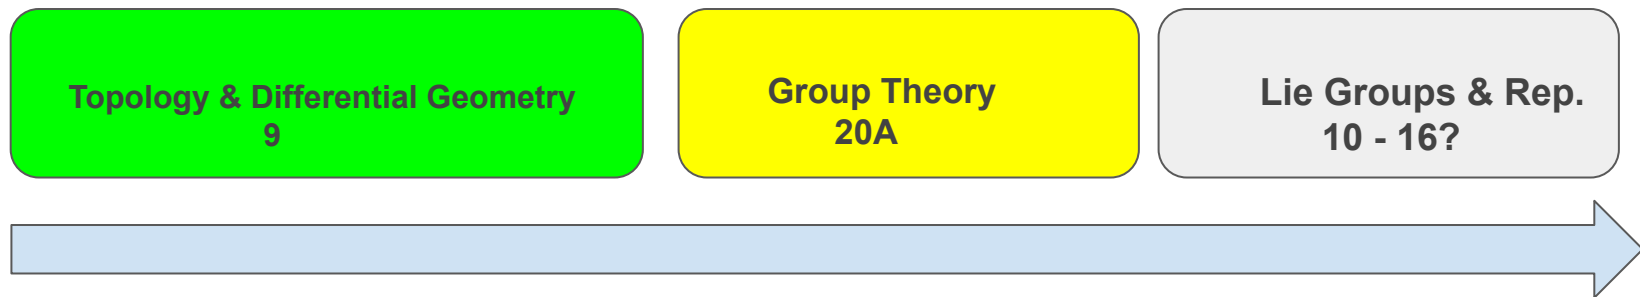 Topology & Differential Geometry
9
Group Theory
20A
Lie Groups & Rep.
10 - 16?